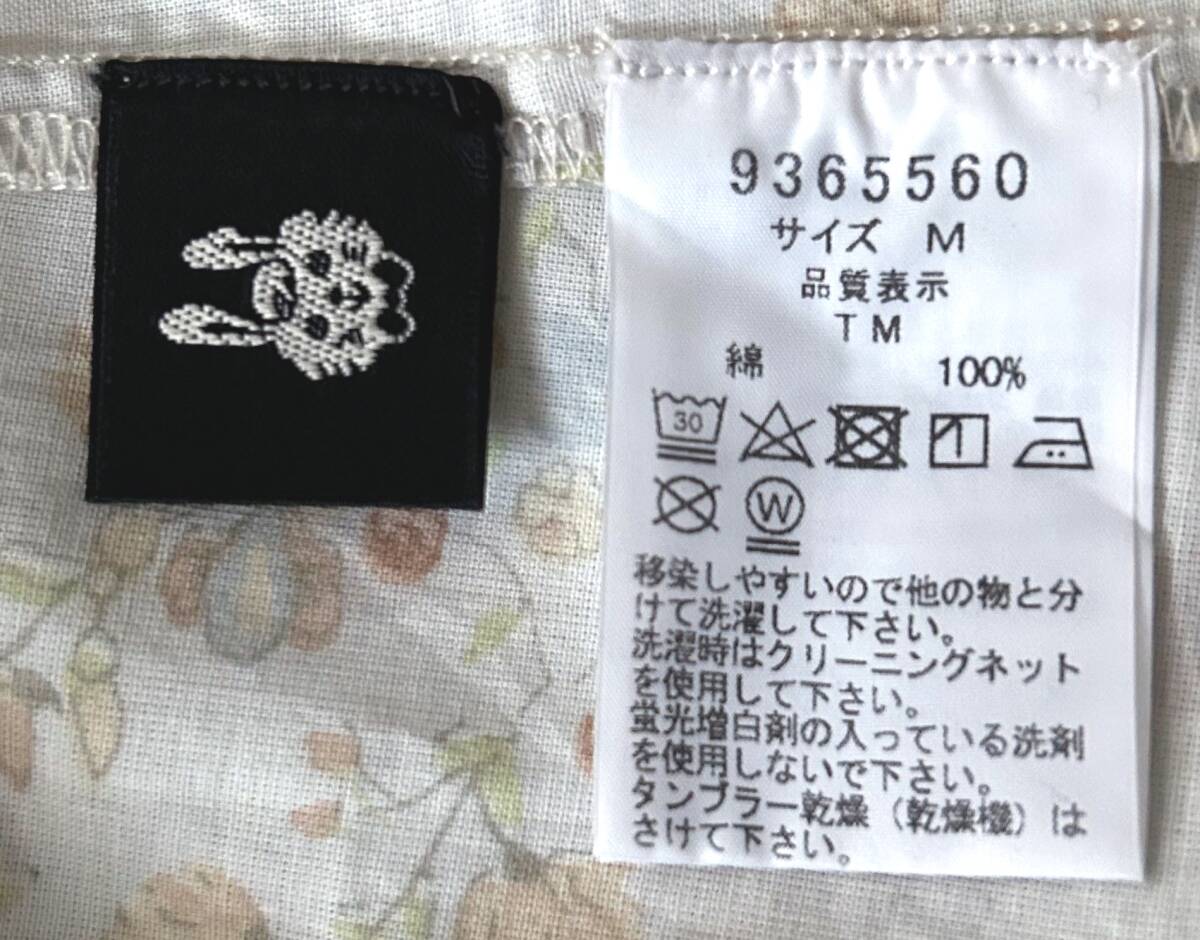 9365560
サイズ M
品質表示
TM
綿 100%
30
W
移染しやすいので他の物と分
けて洗濯して下さい。
洗濯時はクリーニングネット
を使用して下さい。
蛍光増白剤の入っている洗剤
を使用しないで下さい。
タンブラー乾燥（乾燥機）は
さけて下さい。